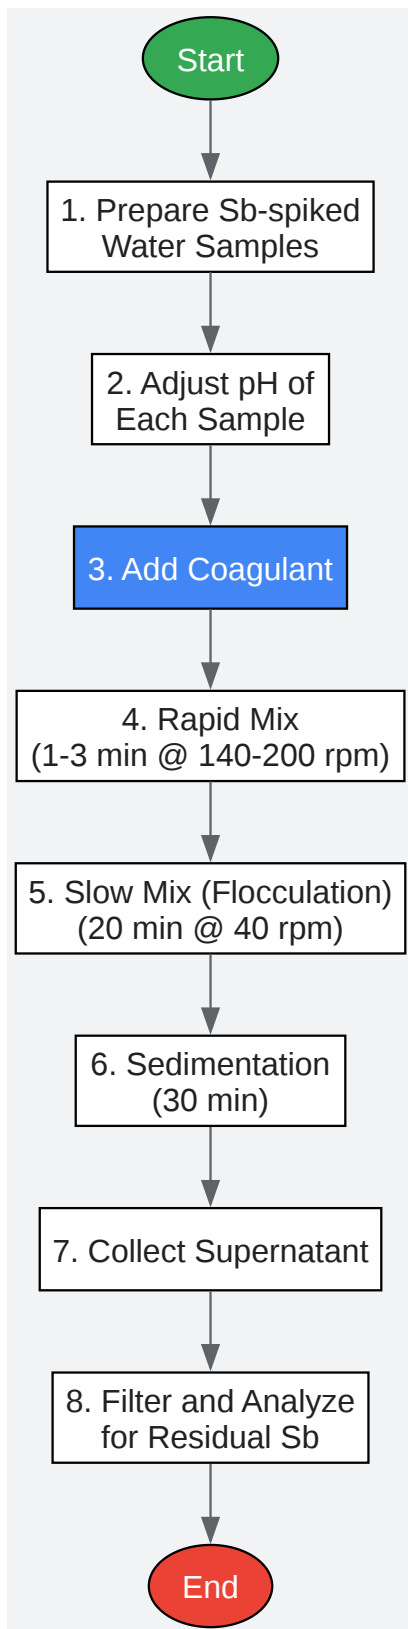 Start
1. Prepare Sb-spiked
Water Samples
2. Adjust pH of
Each Sample
3. Add Coagulant
4. Rapid Mix
(1-3 min @ 140-200 rpm)
5. Slow Mix (Flocculation)
(20 min @ 40 rpm)
6. Sedimentation
(30 min)
7. Collect Supernatant
8. Filter and Analyze
for Residual Sb
End